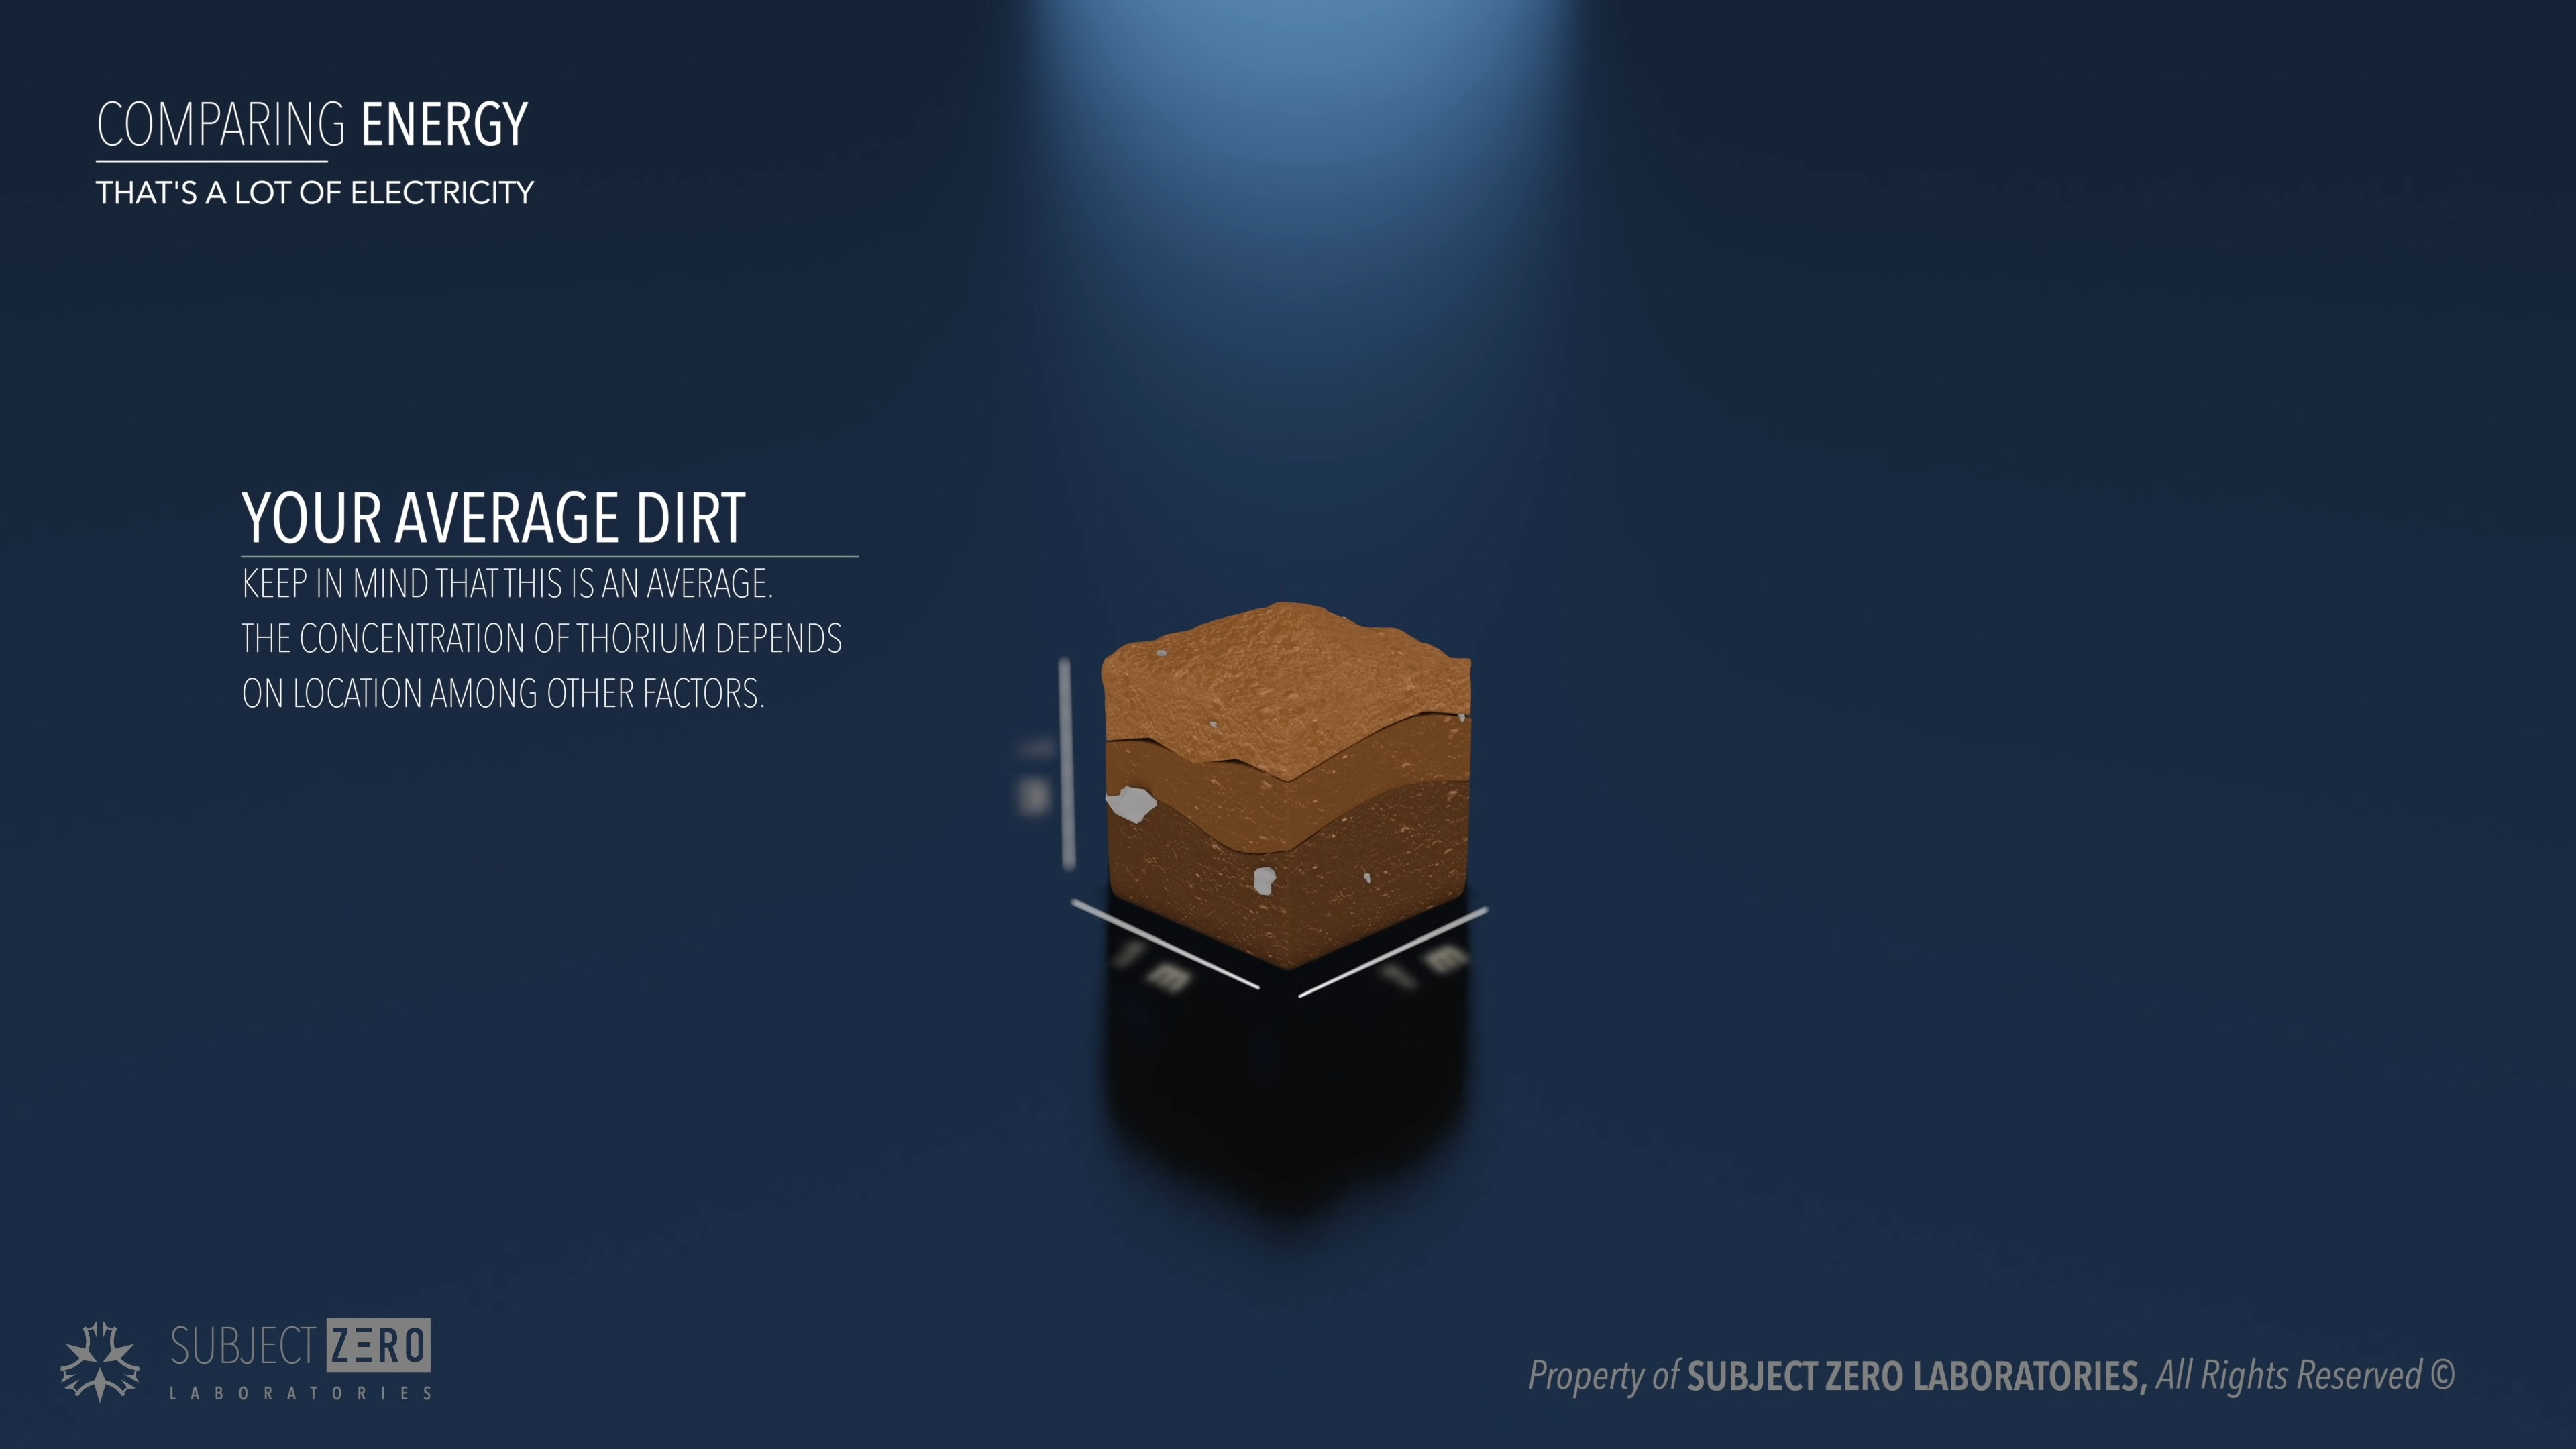 COMPARING ENERGY
THAT'S A LOT OF ELECTRICITY
YOUR AVERAGE DIRT
KEEP IN MIND THAT THIS IS AN AVERAGE.
THE CONCENTRATION OF THORIUM DEPENDS
ON LOCATION AMONG OTHER FACTORS.
1 m
1 m
SUBJECT ZERO
LABORATORIES
Property of SUBJECT ZERO LABORATORIES, All Rights Reserved ©